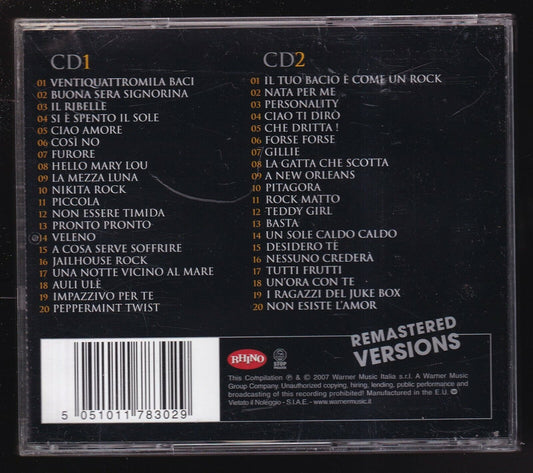 CD1
01 VENTIQUATTROMILA BACI
02 BUONA SERA SIGNORINA
03 IL RIBELLE
04 SI È SPENTO IL SOLE
05 CIAO AMORE
06 COSÌ NO
07 FURORE
08 HELLO MARY LOU
09 LA MEZZA LUNA
10 NIKITA ROCK
11 PICCOLA
12 NON ESSERE TIMIDA
13 PRONTO PRONTO
14 VELENO
15 A COSA SERVE SOFFRIRE
16 JAILHOUSE ROCK
17 UNA NOTTE VICINO AL MARE
18 AULI ULÈ
19 IMPAZZIVO PER TE
20 PEPPERMINT TWIST
CD2
01 IL TUO BACIO È COME UN ROCK
02 NATA PER ME
03 PERSONALITY
04 CIAO TI DIRÒ
05 CHE DRITTA !
06 FORSE FORSE
07 GILLIE
08 LA GATTA CHE SCOTTA
09 A NEW ORLEANS
10 PITAGORA
11 ROCK MATTO
12 TEDDY GIRL
13 BASTA
14 UN SOLE CALDO CALDO
15 DESIDERO TÈ
16 NESSUNO CREDERÀ
17 TUTTI FRUTTI
18 UN'ORA CON TE
19 I RAGAZZI DEL JUKE BOX
20 NON ESISTE L'AMOR
REMASTERED
VERSIONS
RHINO
STOP
This Compilation ℗ & © 2007 Warner Music Italia s.r.l. A Warner Music
Group Company. Unauthorized copying, hiring, lending, public performance and
broadcasting of this recording prohibited! Manufactured in the E.U.
Vietato il Noleggio - S.I.A.E. - www.warnermusic.it
5 051011 783029